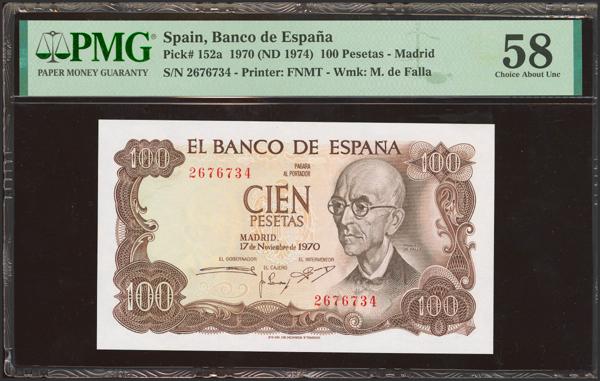 PMG
PAPER MONEY GUARANTY
Spain, Banco de España
Pick# 152a 1970 (ND 1974) 100 Pesetas - Madrid
S/N 2676734 - Printer: FNMT - Wmk: M. de Falla
58
Choice About Unc
EL BANCO DE ESPAÑA
100
100
PAGARA
AL PORTADOR
2676734
CIEN
PESETAS
MADRID
17 de Noviembre de 1970
EL GOBERNADOR
EL INTERVENTOR
EL CAJERO
2676734
100
100